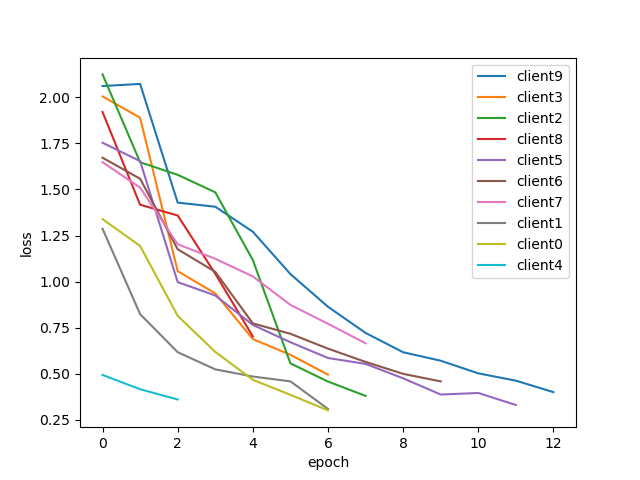 2.00
1.75
1.50
1.25
1.00
0.75
0.50
0.25
loss
0 2 4 6 8 10 12
epoch
client9
client3
client2
client8
client5
client6
client7
client1
client0
client4